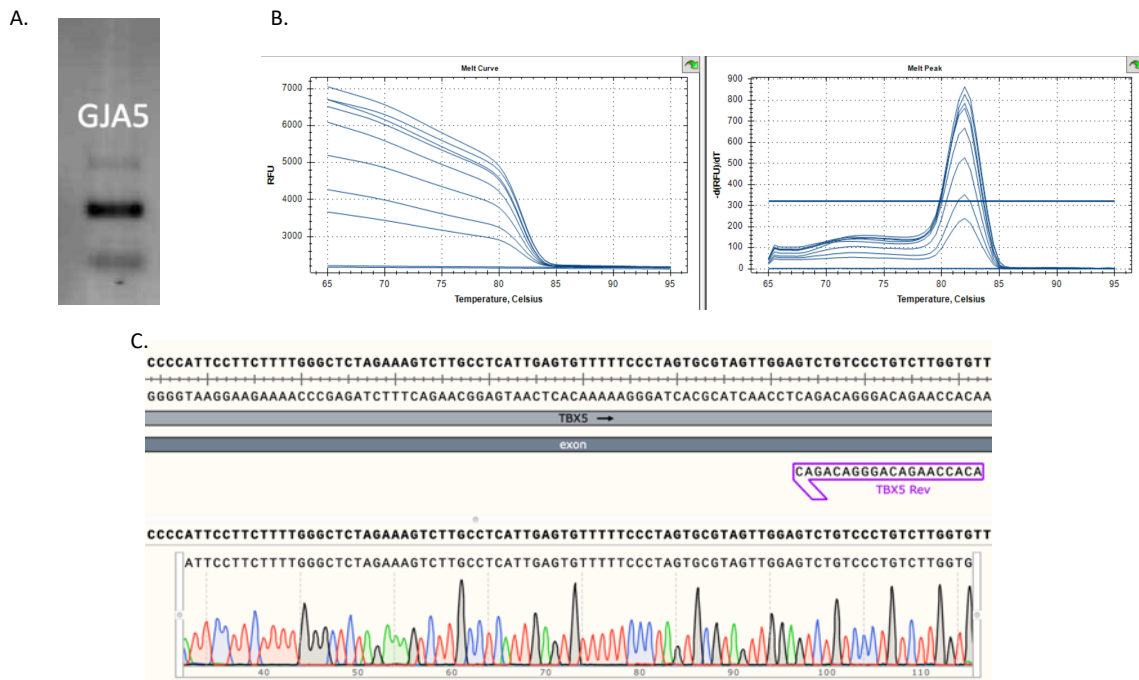 A.
B.
GJA5
Melt Curve
7000
6000
5000
4000
3000
RFU
65 70 75 80 85 90 95
Temperature, Celsius
Melt Peak
900
800
700
600
500
400
300
200
100
0
-d(RFU)/dT
65 70 75 80 85 90 95
Temperature, Celsius
C.
CCCCATTCCTTCTTTTGGGCTCTAGAAAGTCTTGCCTCATTGAGTGTTTTTCCCTAGTGCGTAGTTGGAGTCTGTCCCTGTCTTGGTGTT
GGGGTAAGGAAGAAAACCCGAGATCTTTCAGAACGGAGTAACTCACAAAAAGGGATCACGCATCAACCTCAGACAGGGACAGAACCACAA
TBX5 →
exon
CAGACAGGGACAGAACCACA
TBX5 Rev
CCCCATTCCTTCTTTTGGGCTCTAGAAAGTCTTGCCTCATTGAGTGTTTTTCCCTAGTGCGTAGTTGGAGTCTGTCCCTGTCTTGGTGTT
ATTCCTTCTTTTGGGCTCTAGAAAGTCTTGCCTCATTGAGTGTTTTTCCCTAGTGCGTAGTTGGAGTCTGTCCCTGTCTTGGTG
40 50 60 70 80 90 100 110